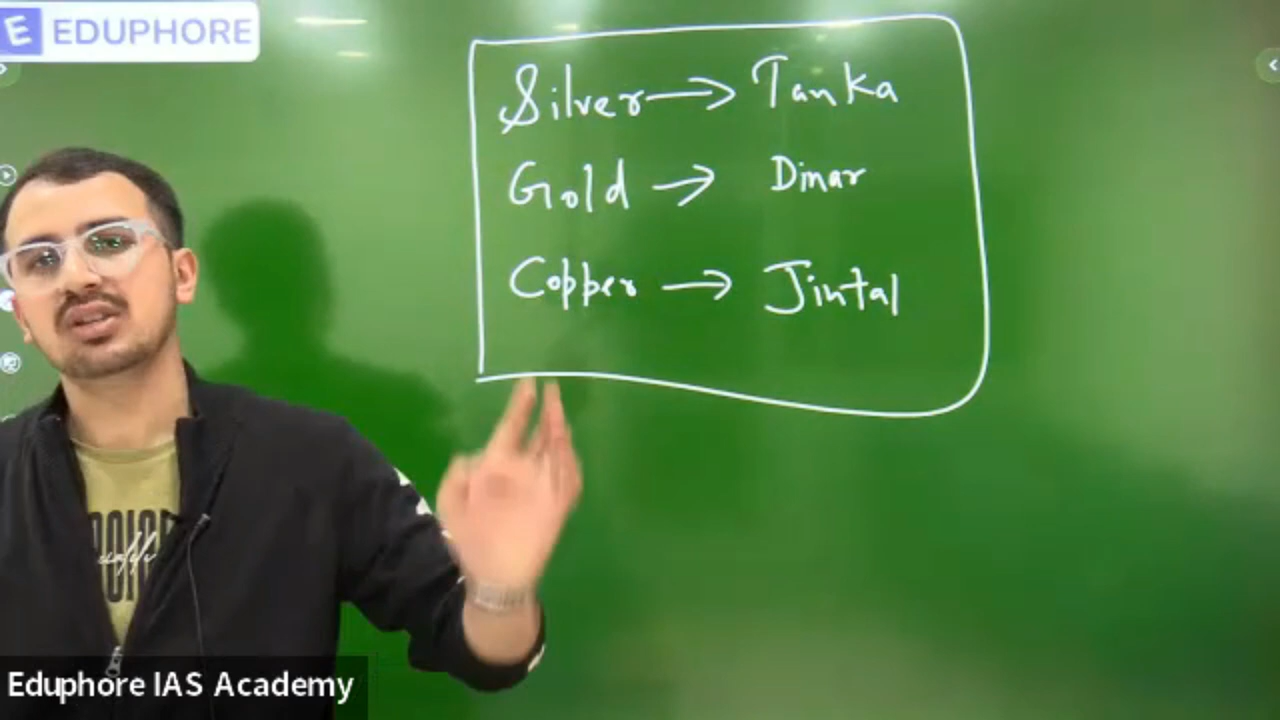 E EDUPHORE
Silver → Tanka
Gold → Dinar
Copper → Jintal
Eduphore IAS Academy